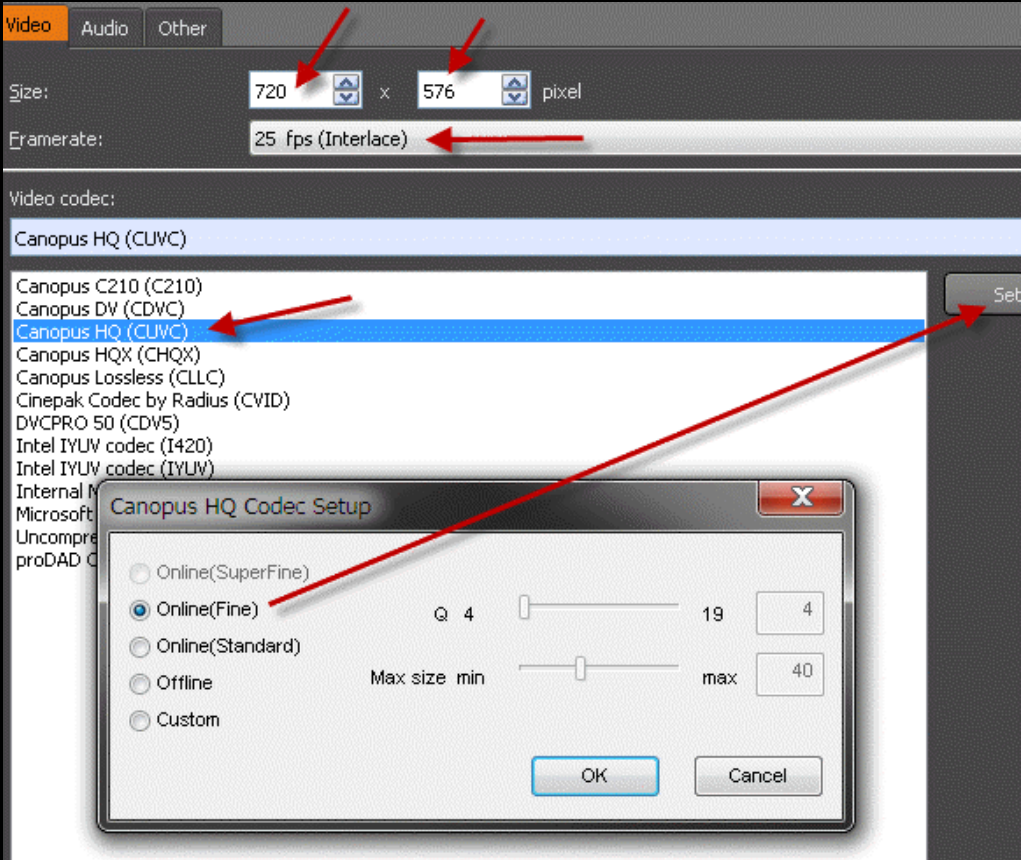 Video Audio Other
Size: 720 x 576 pixel
Framerate: 25 fps (Interlace)
Video codec:
Canopus HQ (CUVC)
Canopus C210 (C210)
Canopus DV (CDVC)
Canopus HQ (CUVC)
Canopus HQX (CHQX)
Canopus Lossless (CLLC)
Cinepak Codec by Radius (CVID)
DVCPRO 50 (CDV5)
Intel IYUV codec (I420)
Intel IYUV codec (IYUV)
Internal
Microsoft
proDAD
Canopus HQ Codec Setup
Online(SuperFine)
Online(Fine) Q 4 19 4
Online(Standard)
Offline Max size min max 40
Custom
OK Cancel